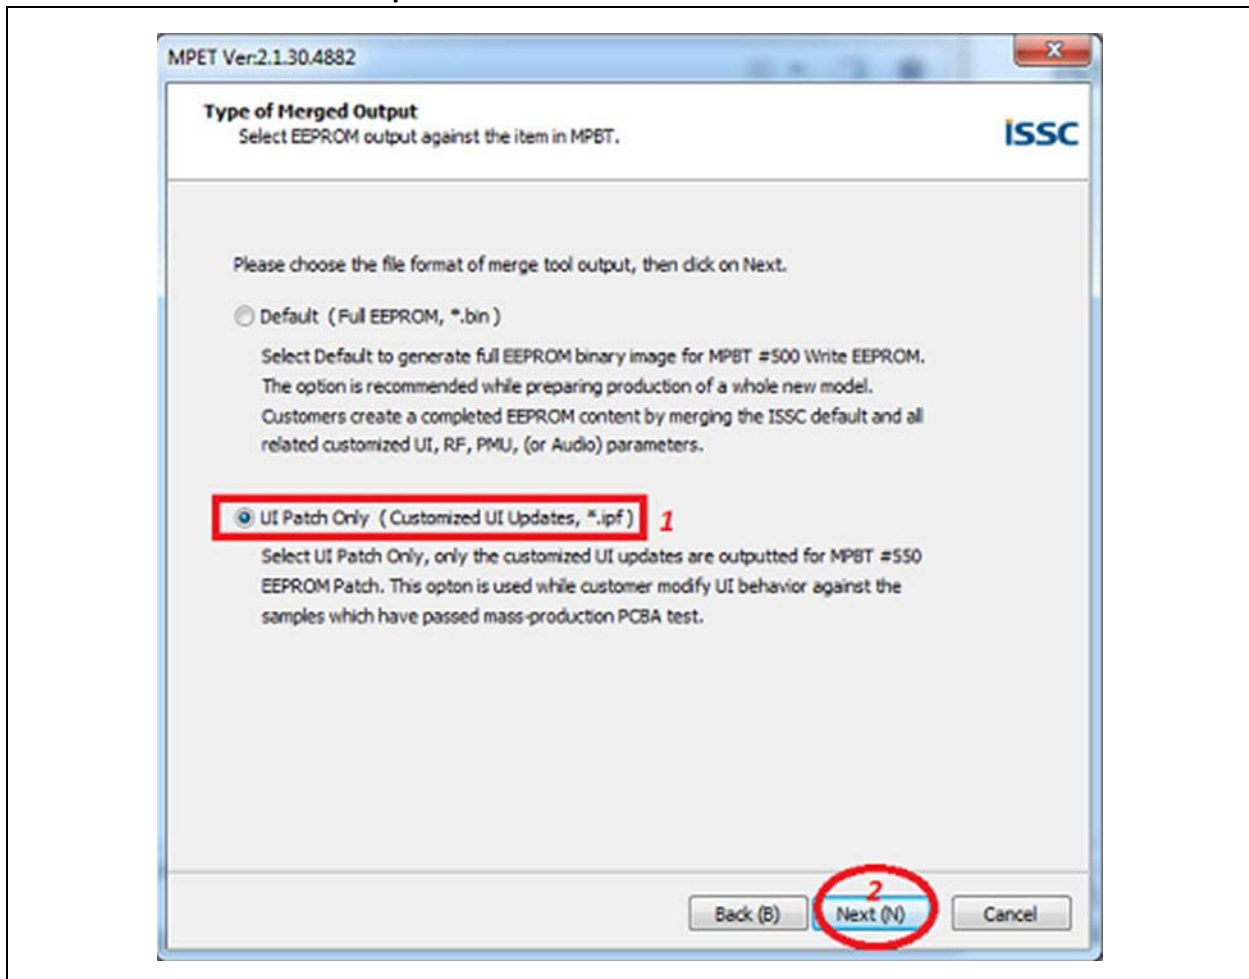 MPET Ver:2.1.30.4882
Type of Merged Output
Select EEPROM output against the item in MPBT.
ISSC
Please choose the file format of merge tool output, then click on Next.
Default (Full EEPROM, *.bin)
Select Default to generate full EEPROM binary image for MPBT #500 Write EEPROM.
The option is recommended while preparing production of a whole new model.
Customers create a completed EEPROM content by merging the ISSC default and all
related customized UI, RF, PMU, (or Audio) parameters.
UI Patch Only (Customized UI Updates, *.ipf) 1
Select UI Patch Only, only the customized UI updates are outputted for MPBT #550
EEPROM Patch. This opton is used while customer modify UI behavior against the
samples which have passed mass-production PCBA test.
2
Back (B) Next (N) Cancel